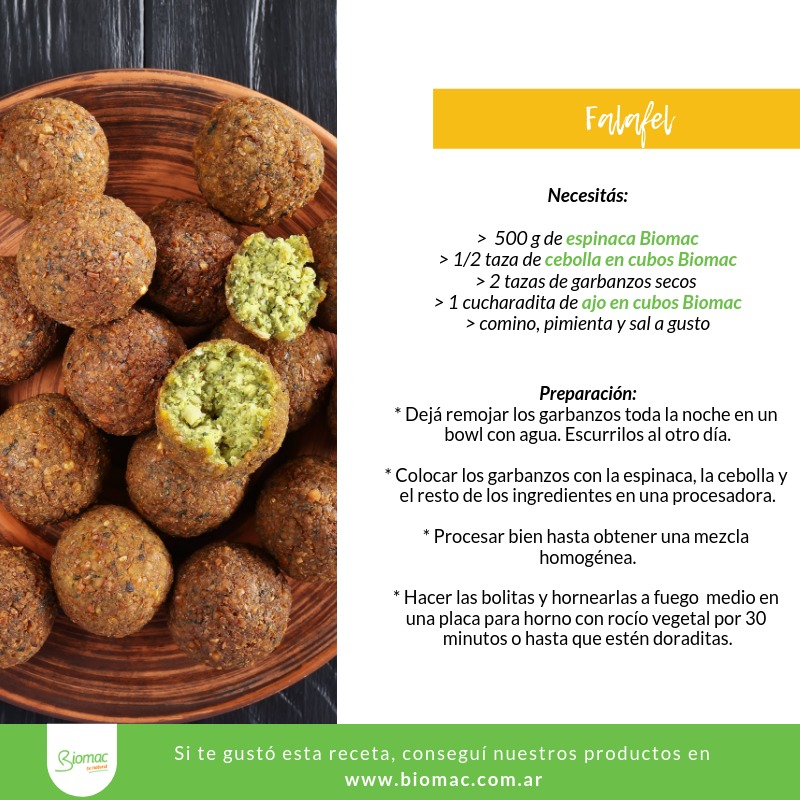 Falafel
Necesitás:
> 500 g de espinaca Biomac
> 1/2 taza de cebolla en cubos Biomac
> 2 tazas de garbanzos secos
> 1 cucharadita de ajo en cubos Biomac
> comino, pimienta y sal a gusto
Preparación:
* Dejá remojar los garbanzos toda la noche en un
bowl con agua. Escurrilos al otro día.
* Colocar los garbanzos con la espinaca, la cebolla y
el resto de los ingredientes en una procesadora.
* Procesar bien hasta obtener una mezcla
homogénea.
* Hacer las bolitas y hornearlas a fuego medio en
una placa para horno con rocío vegetal por 30
minutos o hasta que estén doraditas.
Biomac
Si te gustó esta receta, conseguí nuestros productos en
www.biomac.com.ar